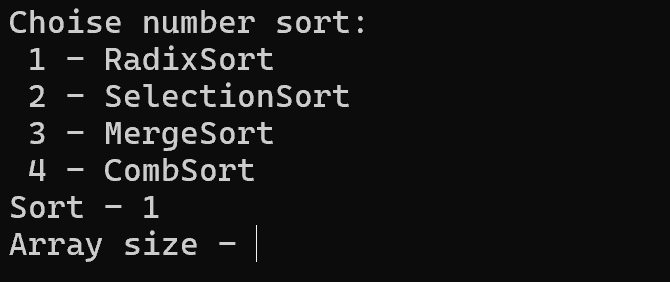 Choise number sort:
1 - RadixSort
2 - SelectionSort
3 - MergeSort
4 - CombSort
Sort - 1
Array size -